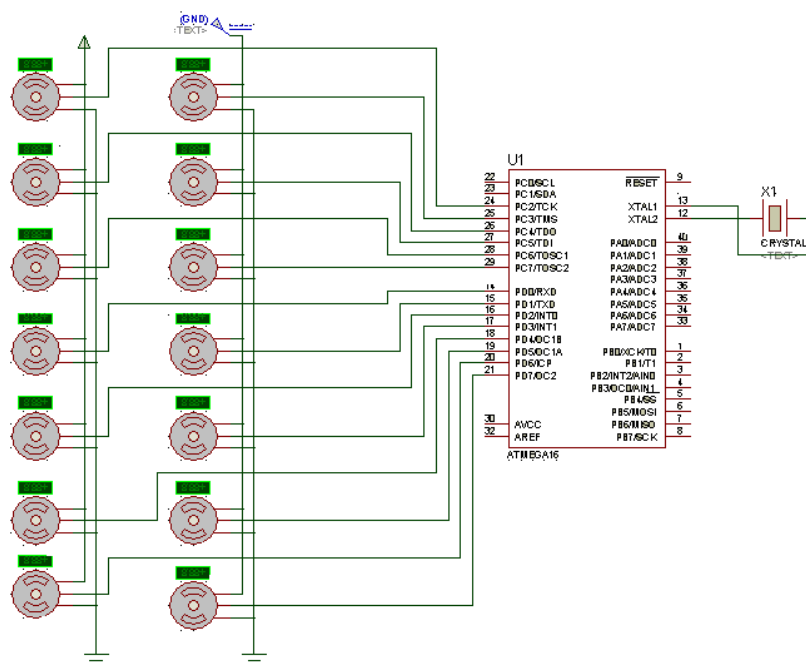 (GND)
<TEXT>
U1
22 PC0/SCL
23 PC1/SDA
24 PC2/TCK
25 PC3/TMS
26 PC4/TDO
27 PC5/TDI
28 PC6/TOSC1
29 PC7/TOSC2
14 PD0/RXD
15 PD1/TXD
16 PD2/INT0
17 PD3/INT1
18 PD4/OC1B
19 PD5/OC1A
20 PD6/ICP
21 PD7/OC2
30 AVCC
32 AREF
RESET 9
XTAL1 13
XTAL2 12
PA0/ADC0 40
PA1/ADC1 39
PA2/ADC2 38
PA3/ADC3 37
PA4/ADC4 36
PA5/ADC5 35
PA6/ADC6 34
PA7/ADC7 33
PB0/XCK/T0 1
PB1/T1 2
PB2/INT2/AIN0 3
PB3/OC0/AIN1 4
PB4/SS 5
PB5/MOSI 6
PB6/MISO 7
PB7/SCK 8
ATMEGA16
X1
CRYSTAL
<TEXT>